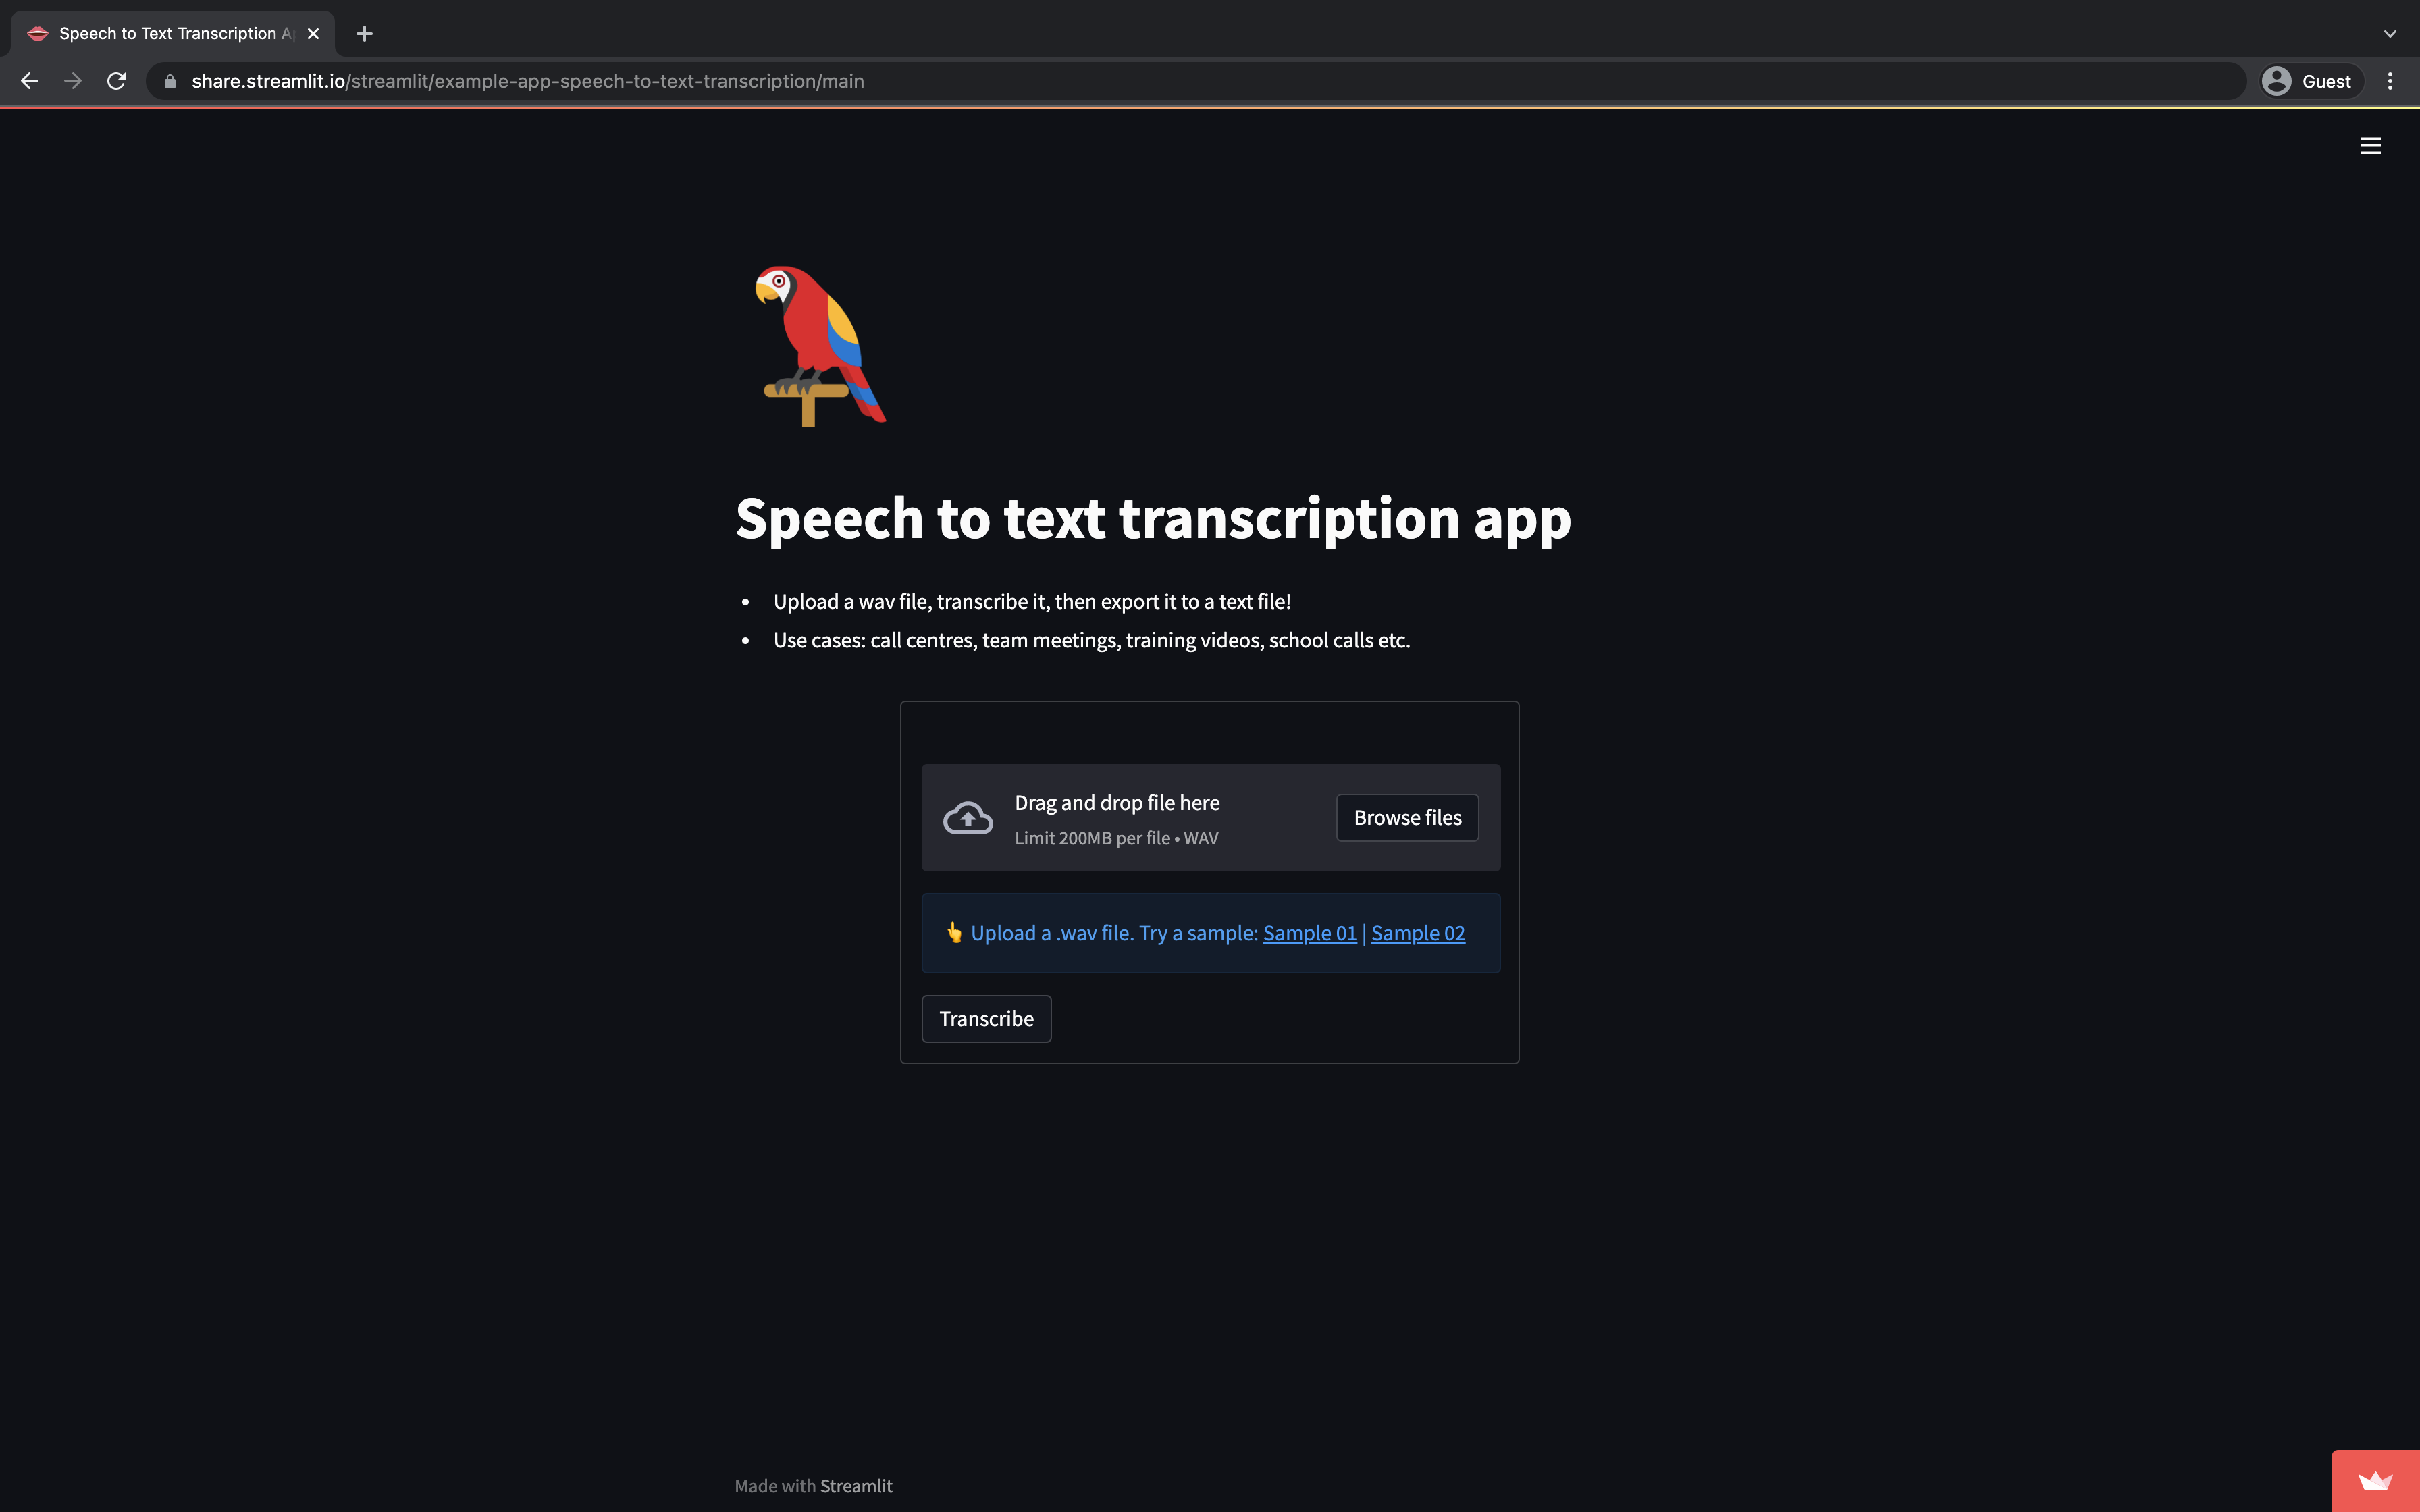 Speech to Text Transcription A
share.streamlit.io/streamlit/example-app-speech-to-text-transcription/main
Guest
Speech to text transcription app
• Upload a wav file, transcribe it, then export it to a text file!
• Use cases: call centres, team meetings, training videos, school calls etc.
Drag and drop file here
Limit 200MB per file • WAV
Browse files
👆 Upload a .wav file. Try a sample: Sample 01 | Sample 02
Transcribe
Made with Streamlit